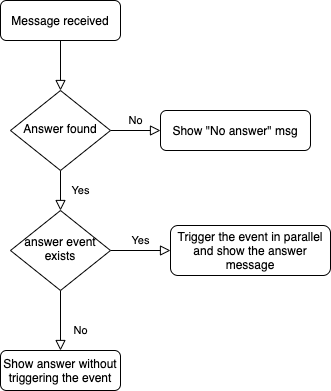 Message received
Answer found
No
Show "No answer" msg
Yes
answer event
exists
Yes
Trigger the event in parallel
and show the answer
message
No
Show answer without
triggering the event